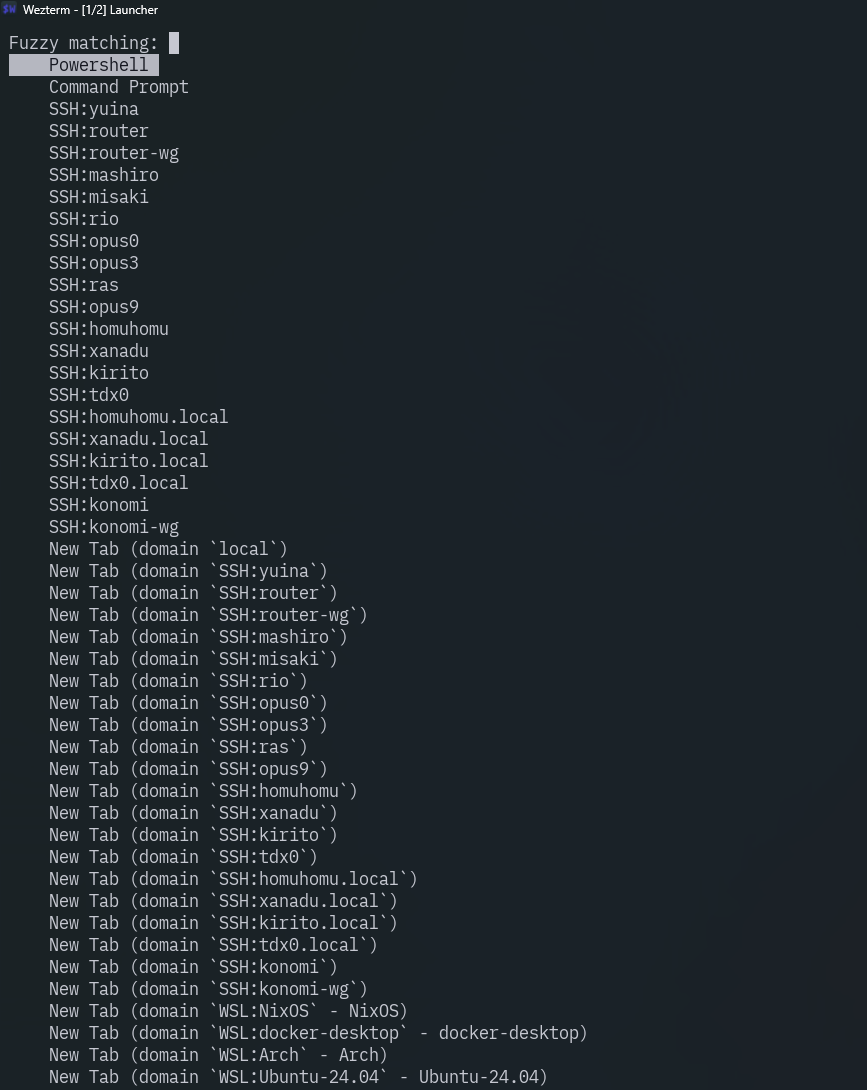 Wezterm - [1/2] Launcher
Fuzzy matching:
Powershell
Command Prompt
SSH:yuina
SSH:router
SSH:router-wg
SSH:mashiro
SSH:misaki
SSH:rio
SSH:opus0
SSH:opus3
SSH:ras
SSH:opus9
SSH:homuhomu
SSH:xanadu
SSH:kirito
SSH:tdx0
SSH:homuhomu.local
SSH:xanadu.local
SSH:kirito.local
SSH:tdx0.local
SSH:konomi
SSH:konomi-wg
New Tab (domain `local`)
New Tab (domain `SSH:yuina`)
New Tab (domain `SSH:router`)
New Tab (domain `SSH:router-wg`)
New Tab (domain `SSH:mashiro`)
New Tab (domain `SSH:misaki`)
New Tab (domain `SSH:rio`)
New Tab (domain `SSH:opus0`)
New Tab (domain `SSH:opus3`)
New Tab (domain `SSH:ras`)
New Tab (domain `SSH:opus9`)
New Tab (domain `SSH:homuhomu`)
New Tab (domain `SSH:xanadu`)
New Tab (domain `SSH:kirito`)
New Tab (domain `SSH:tdx0`)
New Tab (domain `SSH:homuhomu.local`)
New Tab (domain `SSH:xanadu.local`)
New Tab (domain `SSH:kirito.local`)
New Tab (domain `SSH:tdx0.local`)
New Tab (domain `SSH:konomi`)
New Tab (domain `SSH:konomi-wg`)
New Tab (domain `WSL:NixOS` - NixOS)
New Tab (domain `WSL:docker-desktop` - docker-desktop)
New Tab (domain `WSL:Arch` - Arch)
New Tab (domain `WSL:Ubuntu-24.04` - Ubuntu-24.04)